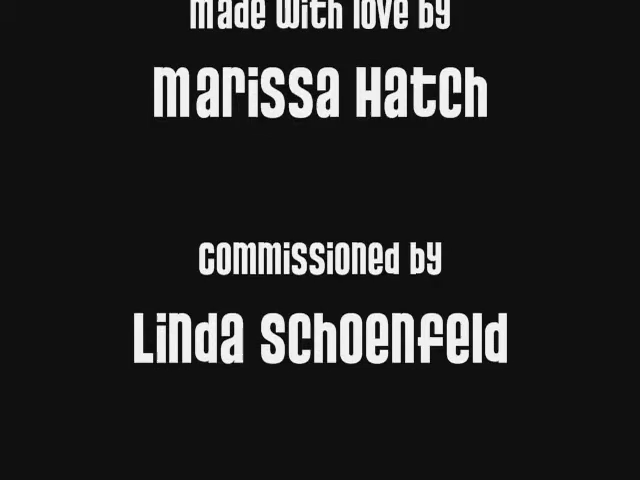 made with love by
Marissa Hatch
commissioned by
Linda Schoenfeld